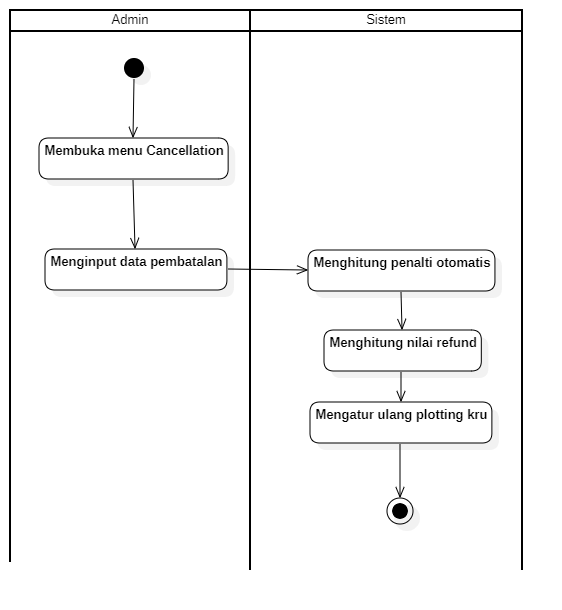 Admin
Sistem
Membuka menu Cancellation
Menginput data pembatalan
Menghitung penalti otomatis
Menghitung nilai refund
Mengatur ulang plotting kru